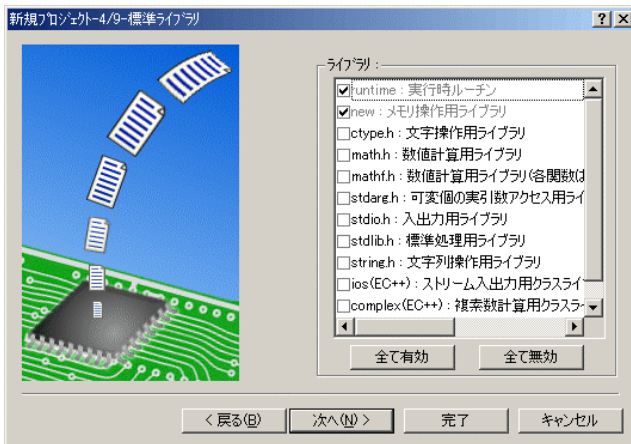 新規プロジェクト-4/9-標準ライブラリ
ライブラリ :
runtime : 実行時ルーチン
new : メモリ操作用ライブラリ
ctype.h : 文字操作用ライブラリ
math.h : 数値計算用ライブラリ
mathf.h : 数値計算用ライブラリ(各関数は
stdarg.h : 可変個の実引数アクセス用ライ
stdio.h : 入出力用ライブラリ
stdlib.h : 標準処理用ライブラリ
string.h : 文字列操作用ライブラリ
ios(EC++) : ストリーム入出力用クラスライ
complex(EC++) : 複素数計算用クラスラ
全て有効
全て無効
< 戻る(B)
次へ(N) >
完了
キャンセル